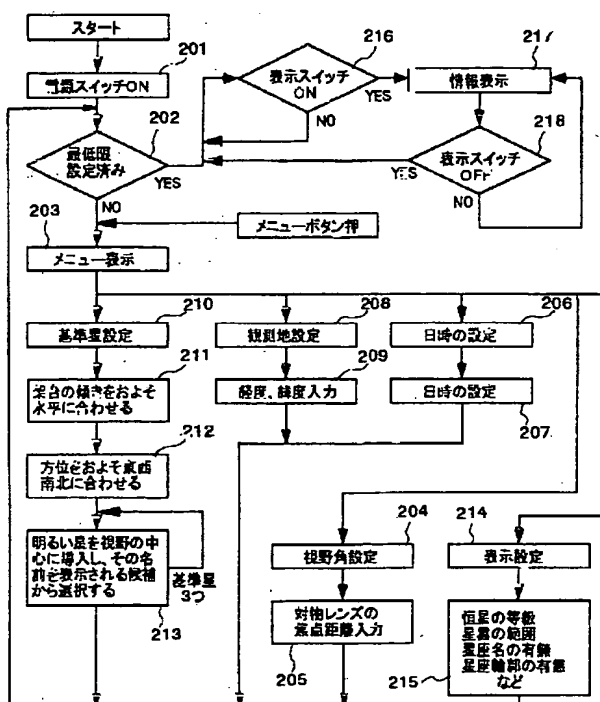 スタート
201
電源スイッチON
202
最低限
設定済み
YES
NO
203
メニューボタン押
メニュー表示
216
表示スイッチ
ON
YES
NO
217
情報表示
218
表示スイッチ
OFF
YES
NO
210
基準星設定
211
架台の傾きをおよそ
水平に合わせる
212
方位をおよそ東西
南北に合わせる
明るい星を視野の中
心に導入し、その名
前を表示される候補
から選択する
基準星
3つ
213
208
観測地設定
209
経度、緯度入力
206
日時の設定
日時の設定
207
204
視野角設定
対物レンズの
焦点距離入力
205
214
表示設定
恒星の等級
星雲の範囲
星座名の有無
星座輪郭の有無
など
215